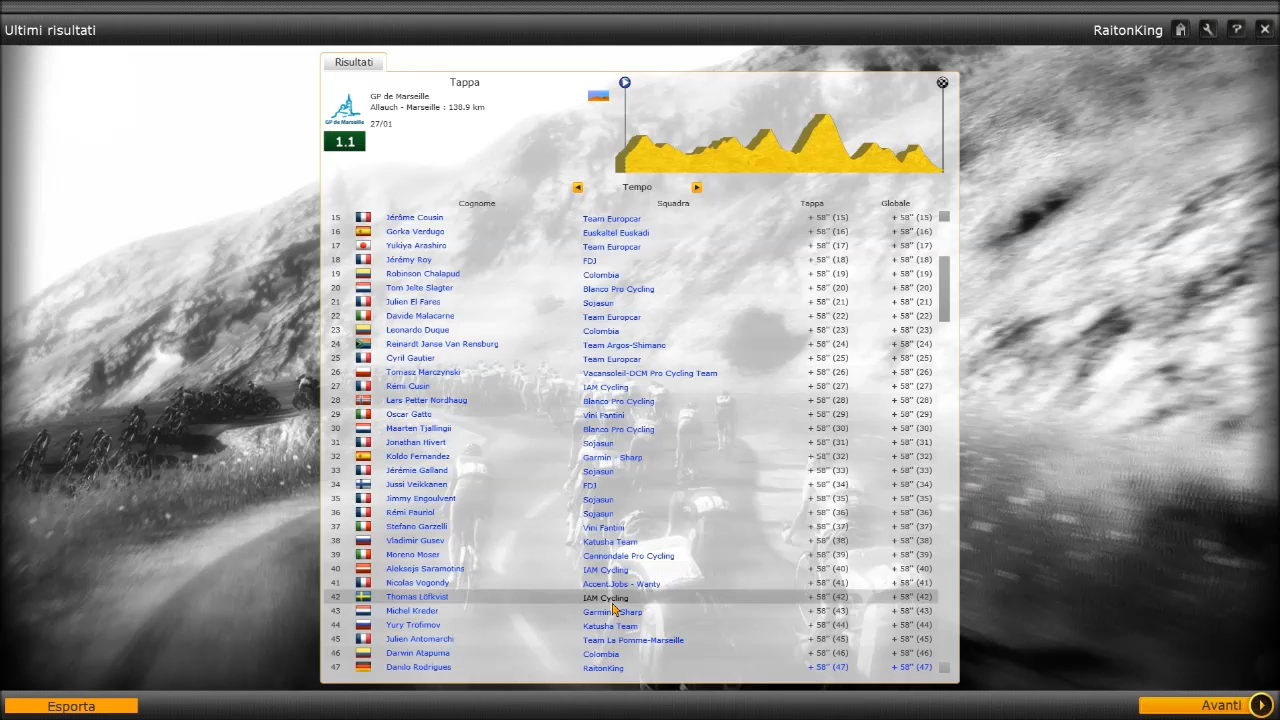 Ultimi risultati
RaitonKing
Risultati
Tappa
GP de Marseille
Allauch - Marseille : 138.9 km
GP de Marseille
27/01
1.1
Tempo
Cognome Squadra Tappa Globale
15 Jérôme Cousin Team Europcar + 58'' (15) + 58'' (15)
16 Gorka Verdugo Euskaltel Euskadi + 58'' (16) + 58'' (16)
17 Yukiya Arashiro Team Europcar + 58'' (17) + 58'' (17)
18 Jérémy Roy FDJ + 58'' (18) + 58'' (18)
19 Robinson Chalapud Colombia + 58'' (19) + 58'' (19)
20 Tom Jelte Slagter Blanco Pro Cycling + 58'' (20) + 58'' (20)
21 Julien El Fares Sojasun + 58'' (21) + 58'' (21)
22 Davide Malacarne Team Europcar + 58'' (22) + 58'' (22)
23 Leonardo Duque Colombia + 58'' (23) + 58'' (23)
24 Reinardt Janse Van Rensburg Team Argos-Shimano + 58'' (24) + 58'' (24)
25 Cyril Gautier Team Europcar + 58'' (25) + 58'' (25)
26 Tomasz Marczynski Vacansoleil-DCM Pro Cycling Team + 58'' (26) + 58'' (26)
27 Rémi Cusin IAM Cycling + 58'' (27) + 58'' (27)
28 Lars Petter Nordhaug Blanco Pro Cycling + 58'' (28) + 58'' (28)
29 Oscar Gatto Vini Fantini + 58'' (29) + 58'' (29)
30 Maarten Tjallingii Blanco Pro Cycling + 58'' (30) + 58'' (30)
31 Jonathan Hivert Sojasun + 58'' (31) + 58'' (31)
32 Koldo Fernandez Garmin - Sharp + 58'' (32) + 58'' (32)
33 Jérémie Galland Sojasun + 58'' (33) + 58'' (33)
34 Jussi Veikkanen FDJ + 58'' (34) + 58'' (34)
35 Jimmy Engoulvent Sojasun + 58'' (35) + 58'' (35)
36 Rémi Pauriol Sojasun + 58'' (36) + 58'' (36)
37 Stefano Garzelli Vini Fantini + 58'' (37) + 58'' (37)
38 Vladimir Gusev Katusha Team + 58'' (38) + 58'' (38)
39 Moreno Moser Cannondale Pro Cycling + 58'' (39) + 58'' (39)
40 Aleksejs Saramotins IAM Cycling + 58'' (40) + 58'' (40)
41 Nicolas Vogondy Accent.Jobs - Wanty + 58'' (41) + 58'' (41)
42 Thomas Löfkvist IAM Cycling + 58'' (42) + 58'' (42)
43 Michel Kreder Garmin - Sharp + 58'' (43) + 58'' (43)
44 Yury Trofimov Katusha Team + 58'' (44) + 58'' (44)
45 Julien Antomarchi Team La Pomme-Marseille + 58'' (45) + 58'' (45)
46 Darwin Atapuma Colombia + 58'' (46) + 58'' (46)
47 Danilo Rodrigues RaitonKing + 58'' (47) + 58'' (47)
Esporta
Avanti